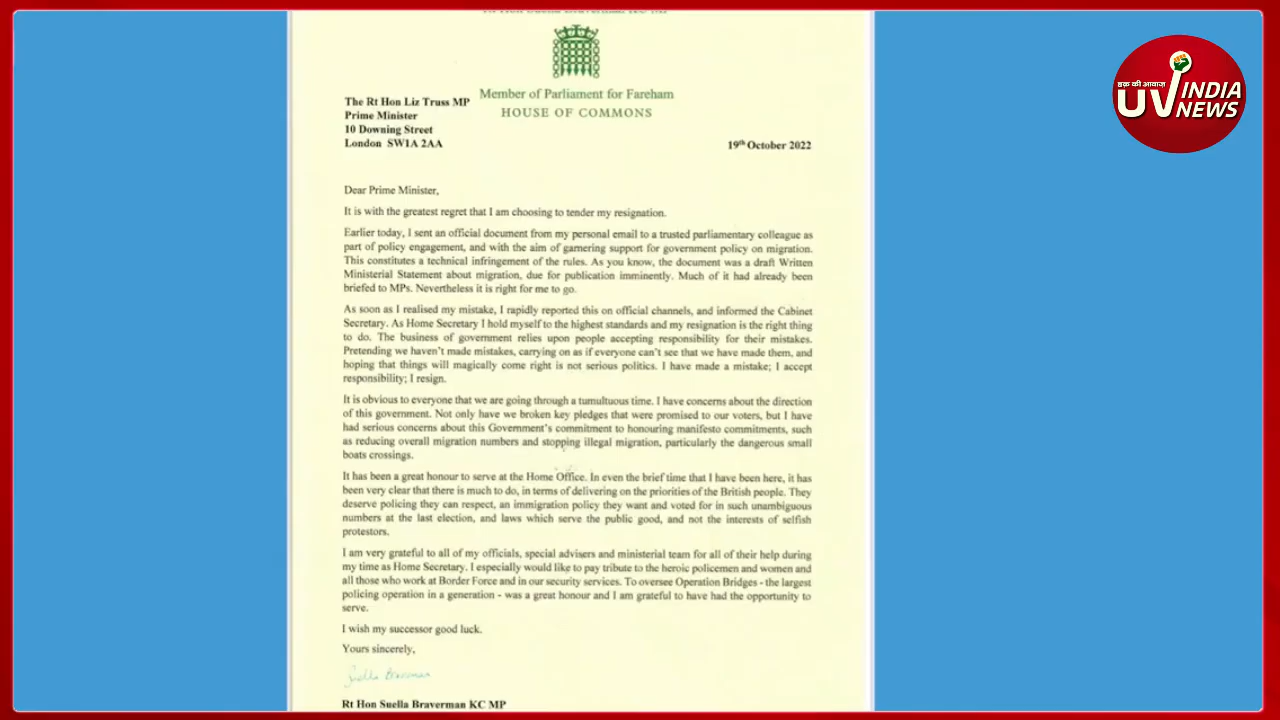 Rt Hon Suella Braverman KC MP
Member of Parliament for Fareham
HOUSE OF COMMONS
The Rt Hon Liz Truss MP
Prime Minister
10 Downing Street
London SW1A 2AA
19th October 2022
Dear Prime Minister,
It is with the greatest regret that I am choosing to tender my resignation.
Earlier today, I sent an official document from my personal email to a trusted parliamentary colleague as
part of policy engagement, and with the aim of garnering support for government policy on migration.
This constitutes a technical infringement of the rules. As you know, the document was a draft Written
Ministerial Statement about migration, due for publication imminently. Much of it had already been
briefed to MPs. Nevertheless it is right for me to go.
As soon as I realised my mistake, I rapidly reported this on official channels, and informed the Cabinet
Secretary. As Home Secretary I hold myself to the highest standards and my resignation is the right thing
to do. The business of government relies upon people accepting responsibility for their mistakes.
Pretending we haven't made mistakes, carrying on as if everyone can't see that we have made them, and
hoping that things will magically come right is not serious politics. I have made a mistake; I accept
responsibility; I resign.
It is obvious to everyone that we are going through a tumultuous time. I have concerns about the direction
of this government. Not only have we broken key pledges that were promised to our voters, but I have
had serious concerns about this Government's commitment to honouring manifesto commitments, such
as reducing overall migration numbers and stopping illegal migration, particularly the dangerous small
boats crossings.
It has been a great honour to serve at the Home Office. In even the brief time that I have been here, it has
been very clear that there is much to do, in terms of delivering on the priorities of the British people. They
deserve policing they can respect, an immigration policy they want and voted for in such unambiguous
numbers at the last election, and laws which serve the public good, and not the interests of selfish
protestors.
I am very grateful to all of my officials, special advisers and ministerial team for all of their help during
my time as Home Secretary. I especially would like to pay tribute to the heroic policemen and women and
all those who work at Border Force and in our security services. To oversee Operation Bridges - the largest
policing operation in a generation - was a great honour and I am grateful to have had the opportunity to
serve.
I wish my successor good luck.
Yours sincerely,
Suella Braverman
Rt Hon Suella Braverman KC MP
हक़ की आवाज़
UV INDIA
NEWS